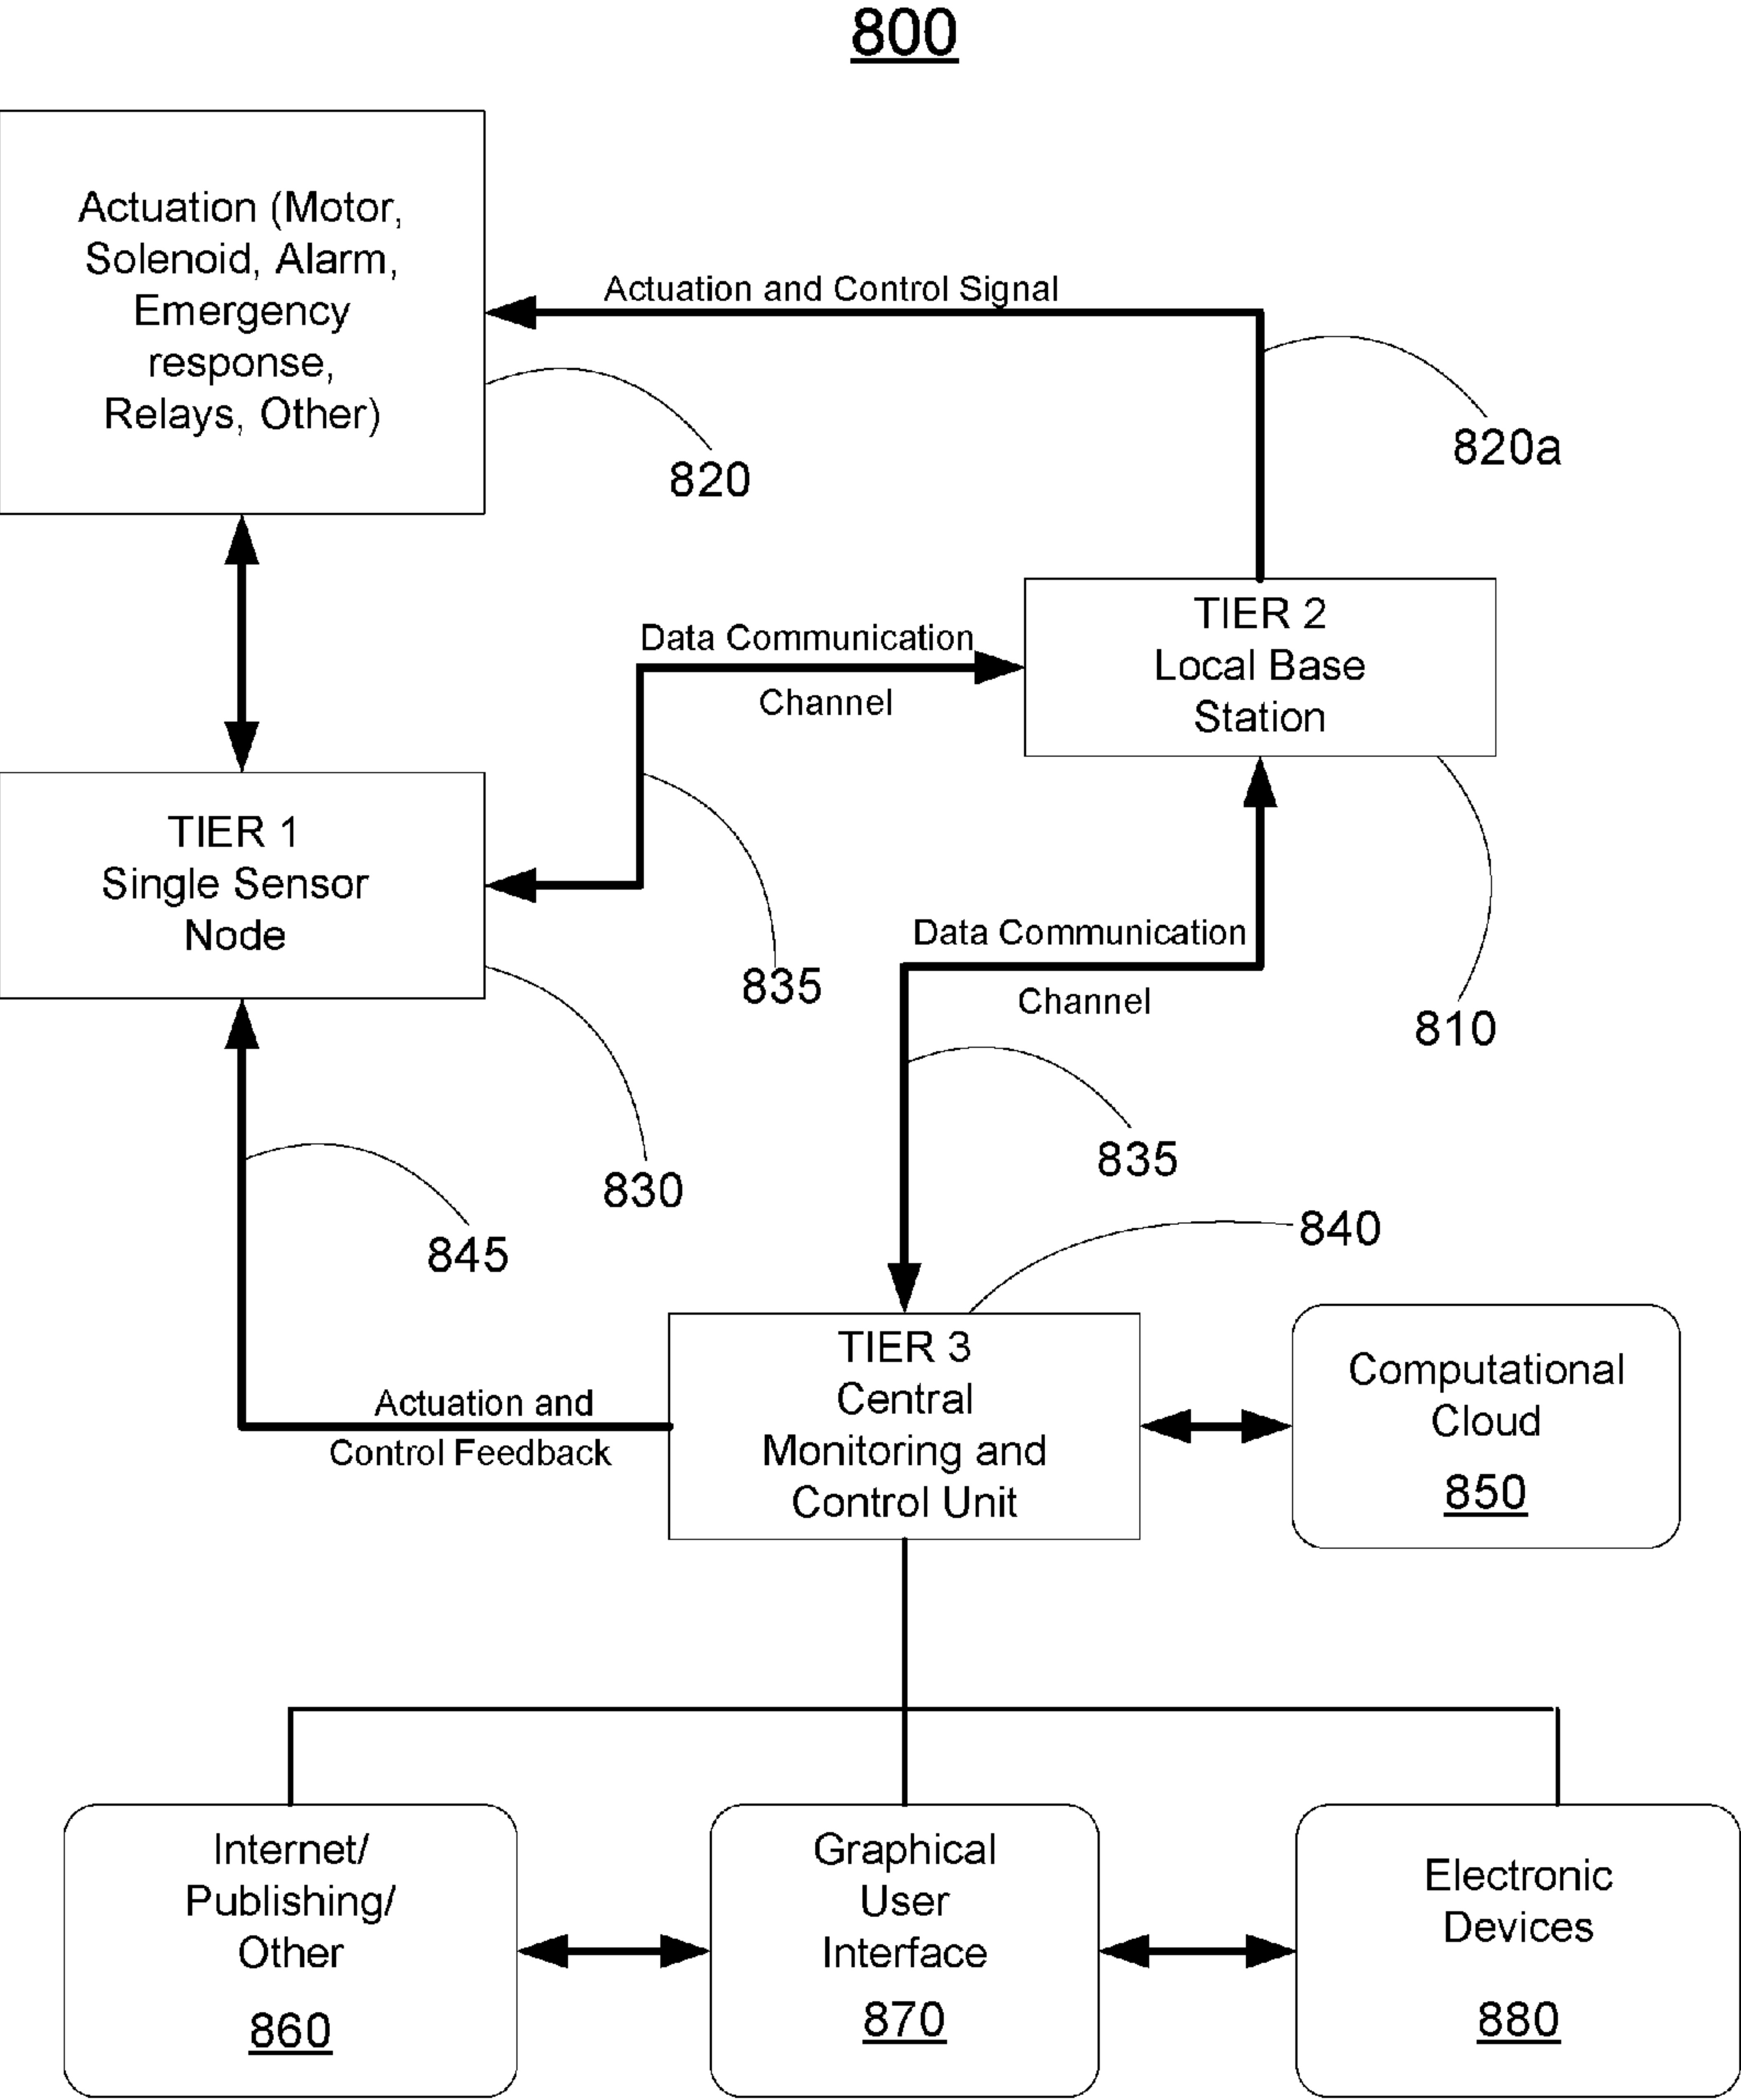 800
Actuation (Motor,
Solenoid, Alarm,
Emergency
response,
Relays, Other)
Actuation and Control Signal
820
820a
TIER 2
Local Base
Station
Data Communication
Channel
TIER 1
Single Sensor
Node
835
Data Communication
Channel
810
835
830
845
840
TIER 3
Central
Monitoring and
Control Unit
Actuation and
Control Feedback
Computational
Cloud
850
Internet/
Publishing/
Other
860
Graphical
User
Interface
870
Electronic
Devices
880